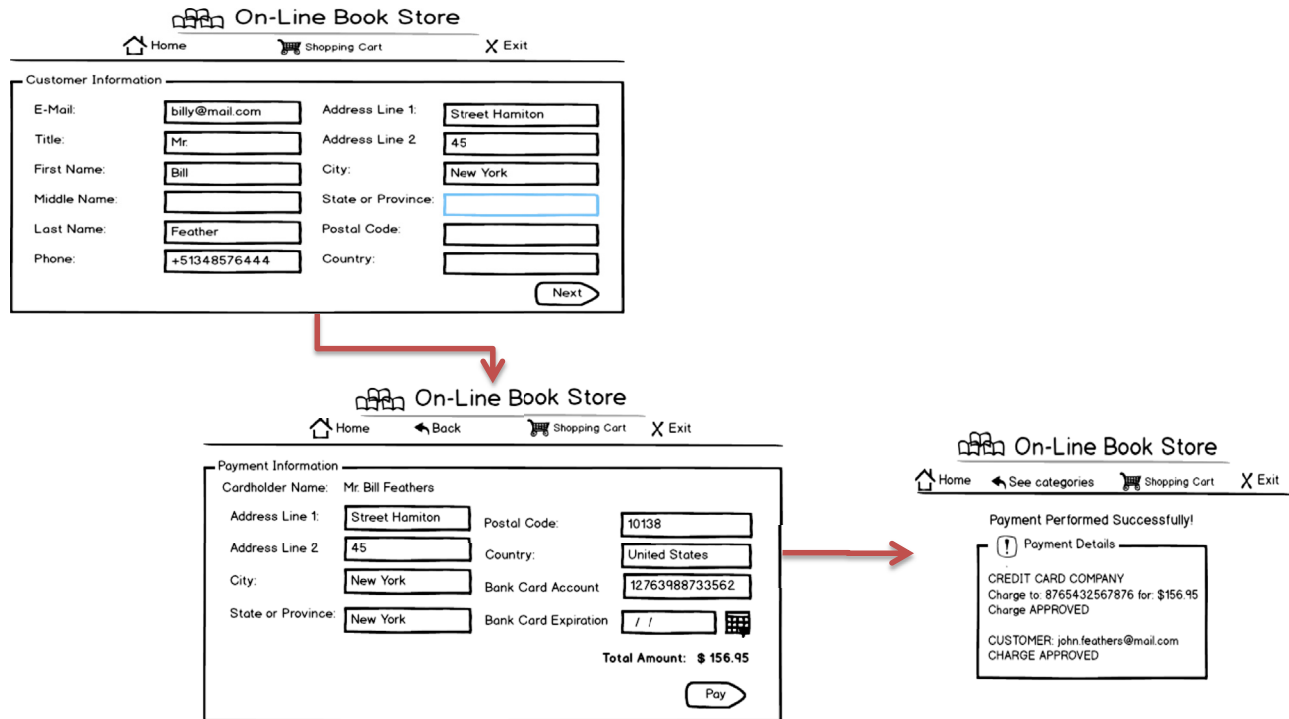 On-Line Book Store
Home Shopping Cart X Exit
Customer Information
E-Mail: billy@mail.com Address Line 1: Street Hamiton
Title: Mr. Address Line 2 45
First Name: Bill City: New York
Middle Name: State or Province:
Last Name: Feather Postal Code:
Phone: +51348576444 Country:
Next
On-Line Book Store
Home Back Shopping Cart X Exit
Payment Information
Cardholder Name: Mr. Bill Feathers
Address Line 1: Street Hamiton Postal Code: 10138
Address Line 2 45 Country: United States
City: New York Bank Card Account 12763988733562
State or Province: New York Bank Card Expiration / /
Total Amount: $ 156.95
Pay
On-Line Book Store
Home See categories Shopping Cart X Exit
Payment Performed Successfully!
! Payment Details
CREDIT CARD COMPANY
Charge to: 8765432567876 for: $156.95
Charge APPROVED
CUSTOMER: john.feathers@mail.com
CHARGE APPROVED